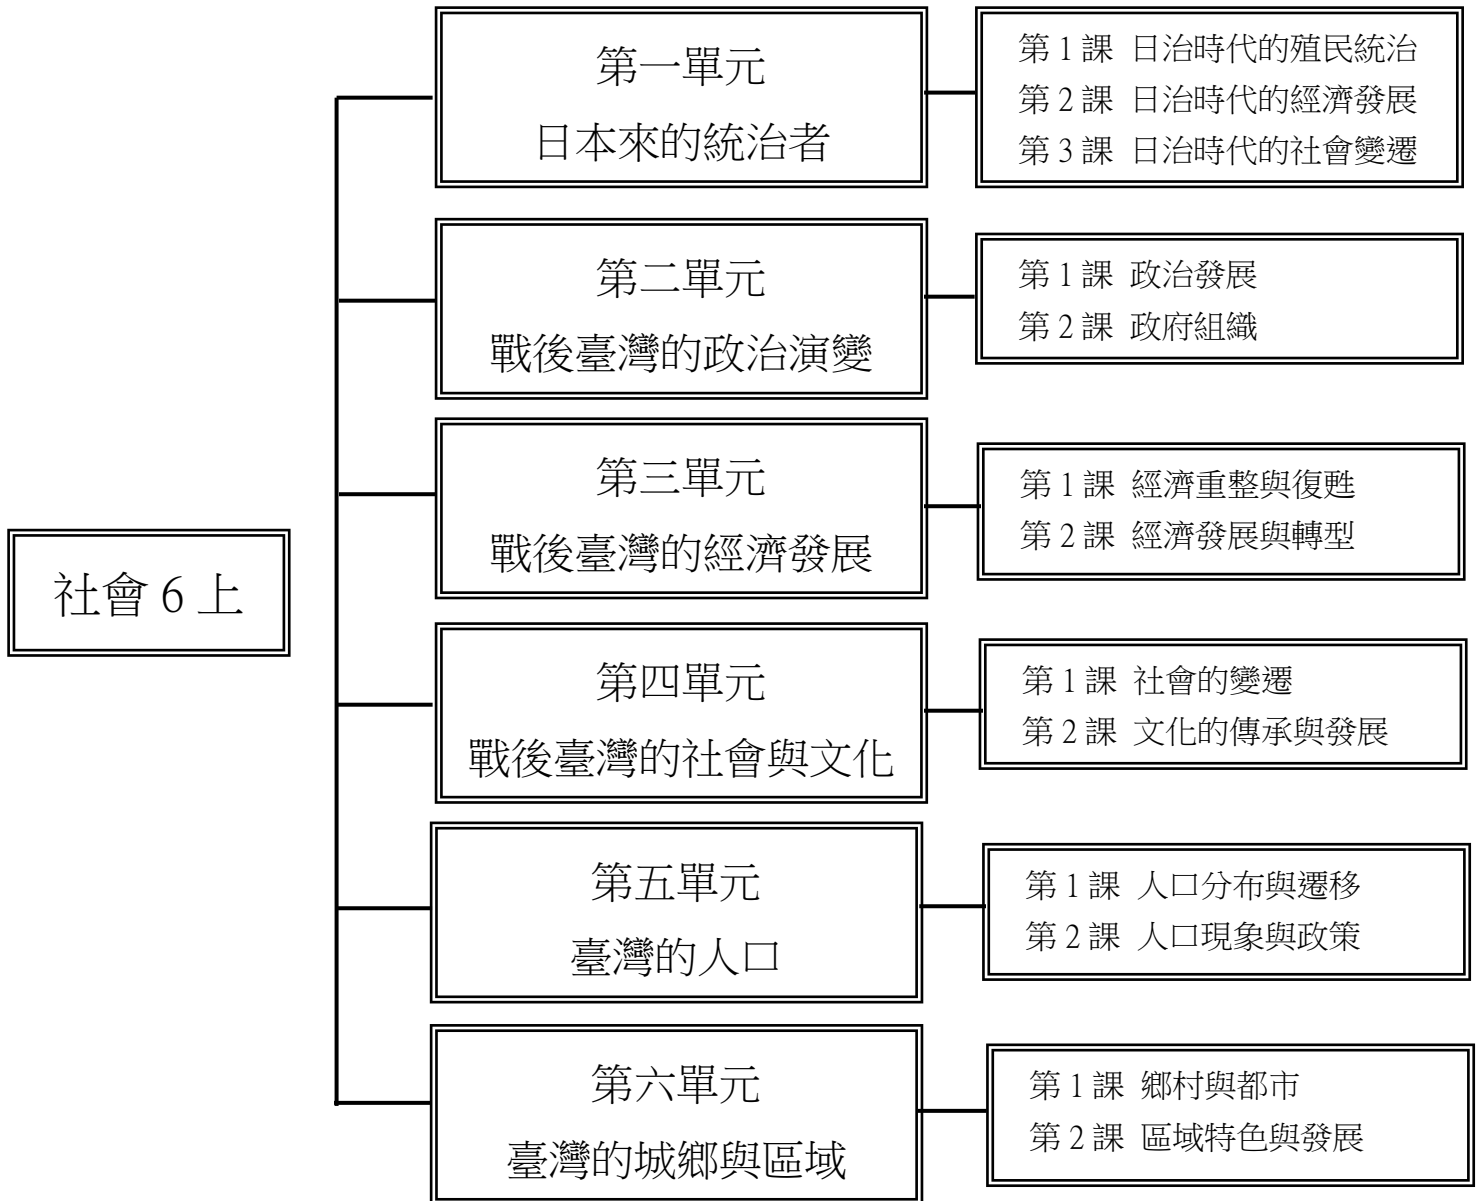 社會 6 上
第一單元
日本來的統治者
第 1 課 日治時代的殖民統治
第 2 課 日治時代的經濟發展
第 3 課 日治時代的社會變遷
第二單元
戰後臺灣的政治演變
第 1 課 政治發展
第 2 課 政府組織
第三單元
戰後臺灣的經濟發展
第 1 課 經濟重整與復甦
第 2 課 經濟發展與轉型
第四單元
戰後臺灣的社會與文化
第 1 課 社會的變遷
第 2 課 文化的傳承與發展
第五單元
臺灣的人口
第 1 課 人口分布與遷移
第 2 課 人口現象與政策
第六單元
臺灣的城鄉與區域
第 1 課 鄉村與都市
第 2 課 區域特色與發展